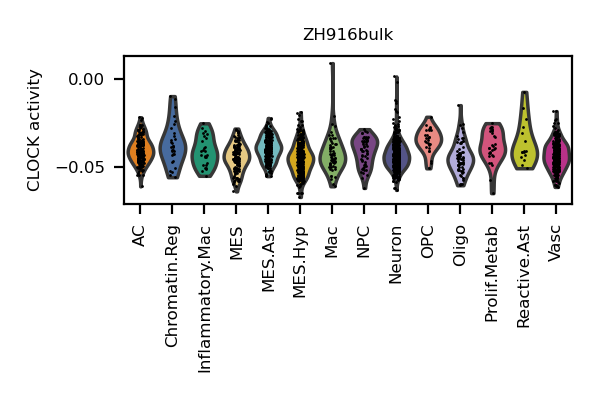 ZH916bulk
CLOCK activity
0.00
−0.05
AC
Chromatin.Reg
Inflammatory.Mac
MES
MES.Ast
MES.Hyp
Mac
NPC
Neuron
OPC
Oligo
Prolif.Metab
Reactive.Ast
Vasc